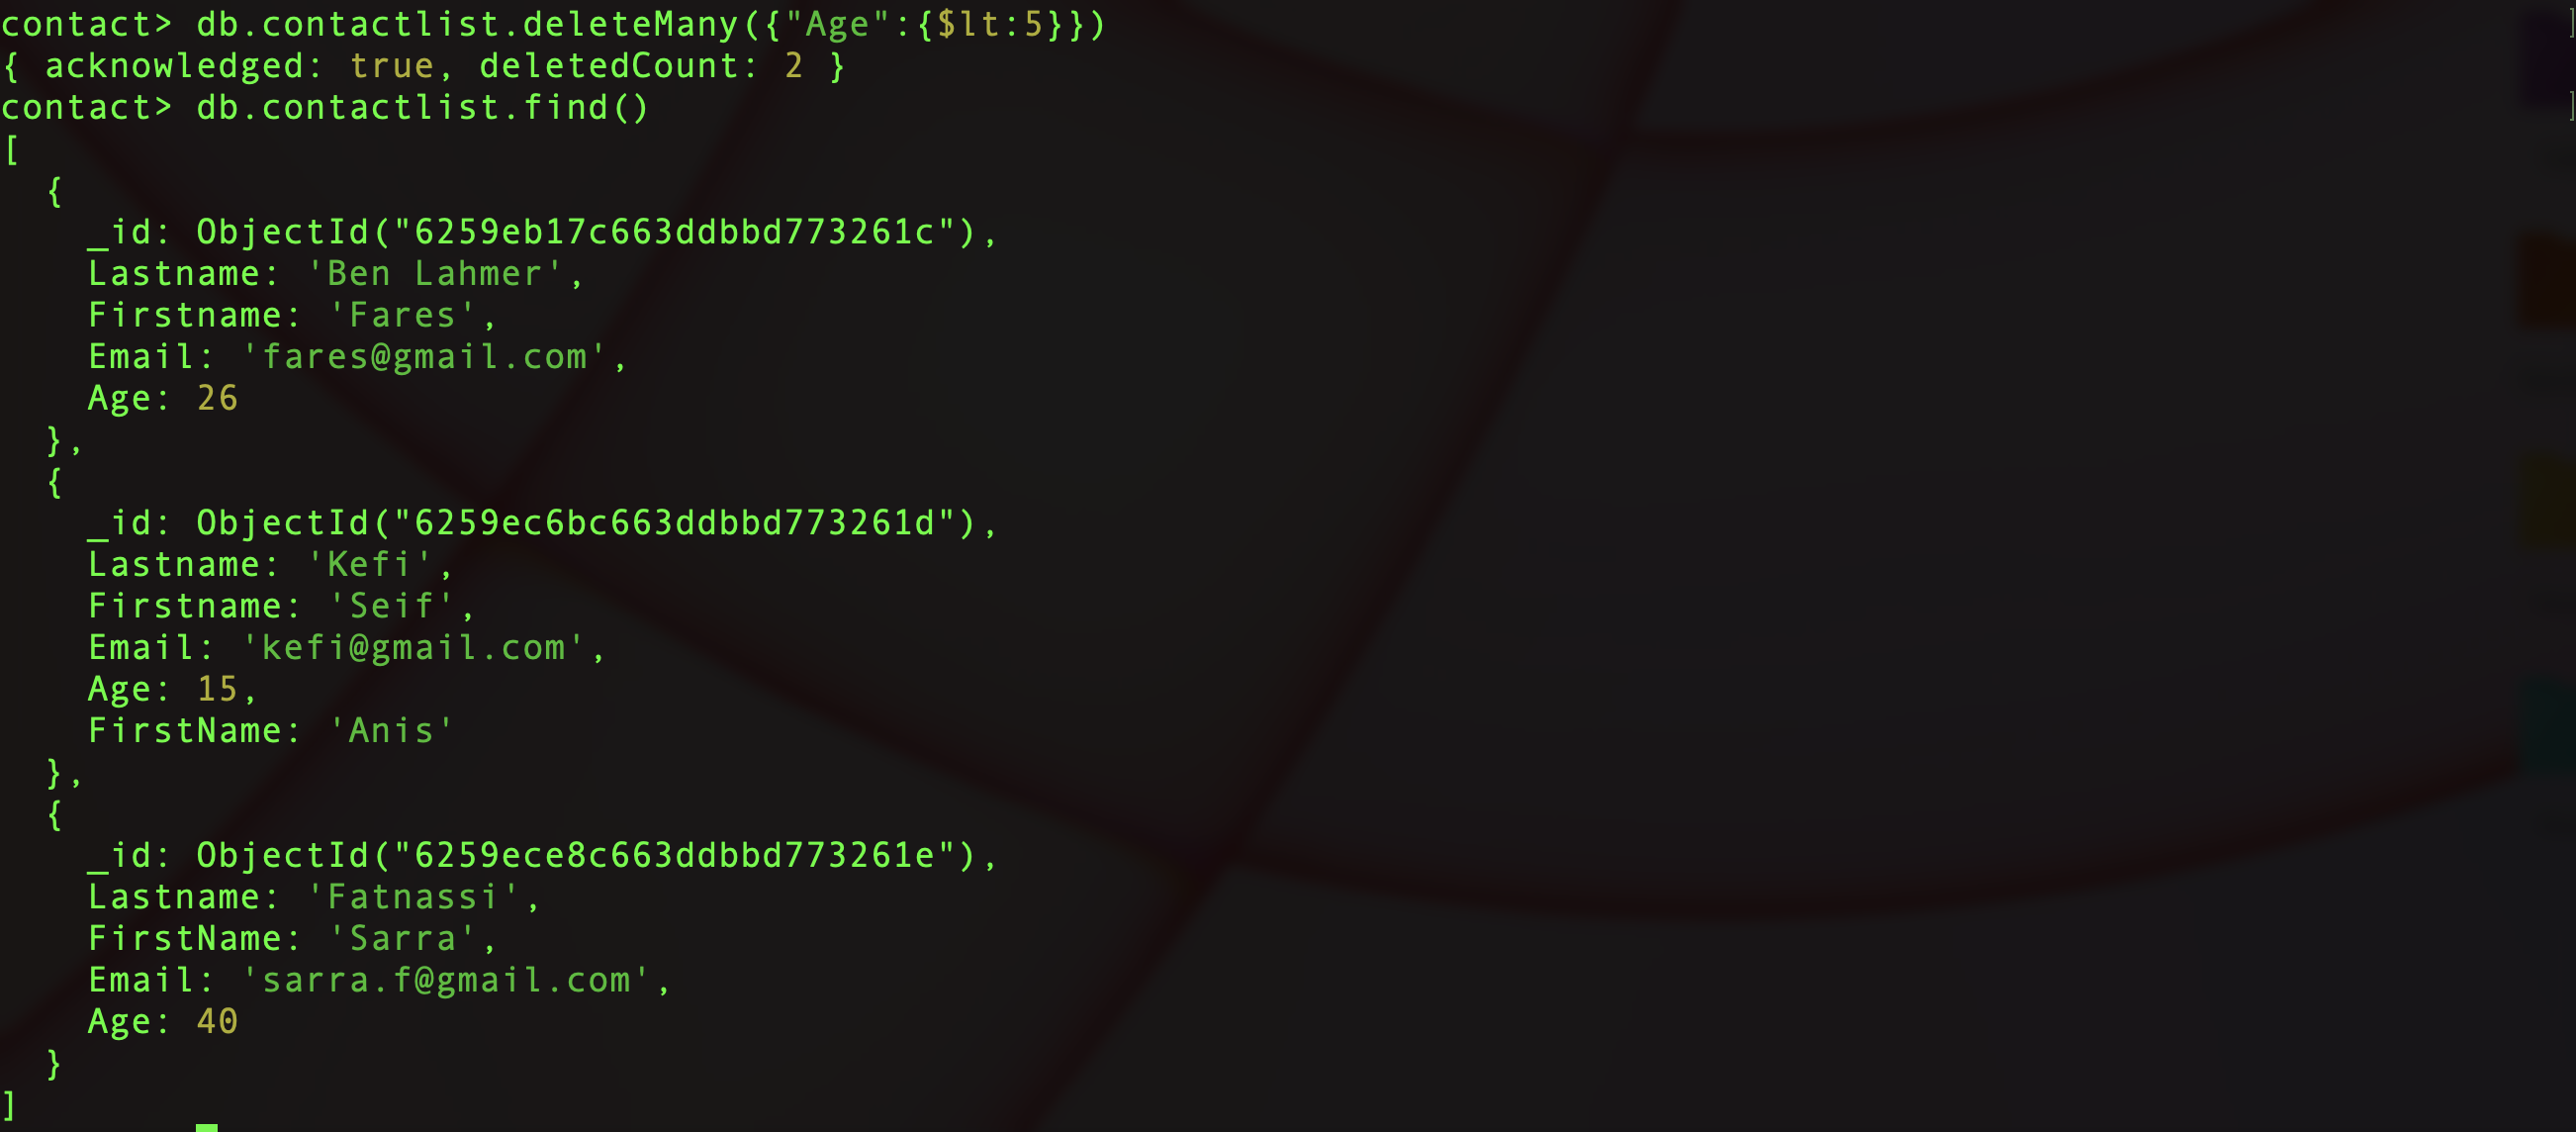 contact> db.contactlist.deleteMany({"Age":{$lt:5}})
{ acknowledged: true, deletedCount: 2 }
contact> db.contactlist.find()
[
  {
    _id: ObjectId("6259eb17c663ddbbd773261c"),
    Lastname: 'Ben Lahmer',
    Firstname: 'Fares',
    Email: 'fares@gmail.com',
    Age: 26
  },
  {
    _id: ObjectId("6259ec6bc663ddbbd773261d"),
    Lastname: 'Kefi',
    Firstname: 'Seif',
    Email: 'kefi@gmail.com',
    Age: 15,
    FirstName: 'Anis'
  },
  {
    _id: ObjectId("6259ece8c663ddbbd773261e"),
    Lastname: 'Fatnassi',
    FirstName: 'Sarra',
    Email: 'sarra.f@gmail.com',
    Age: 40
  }
]